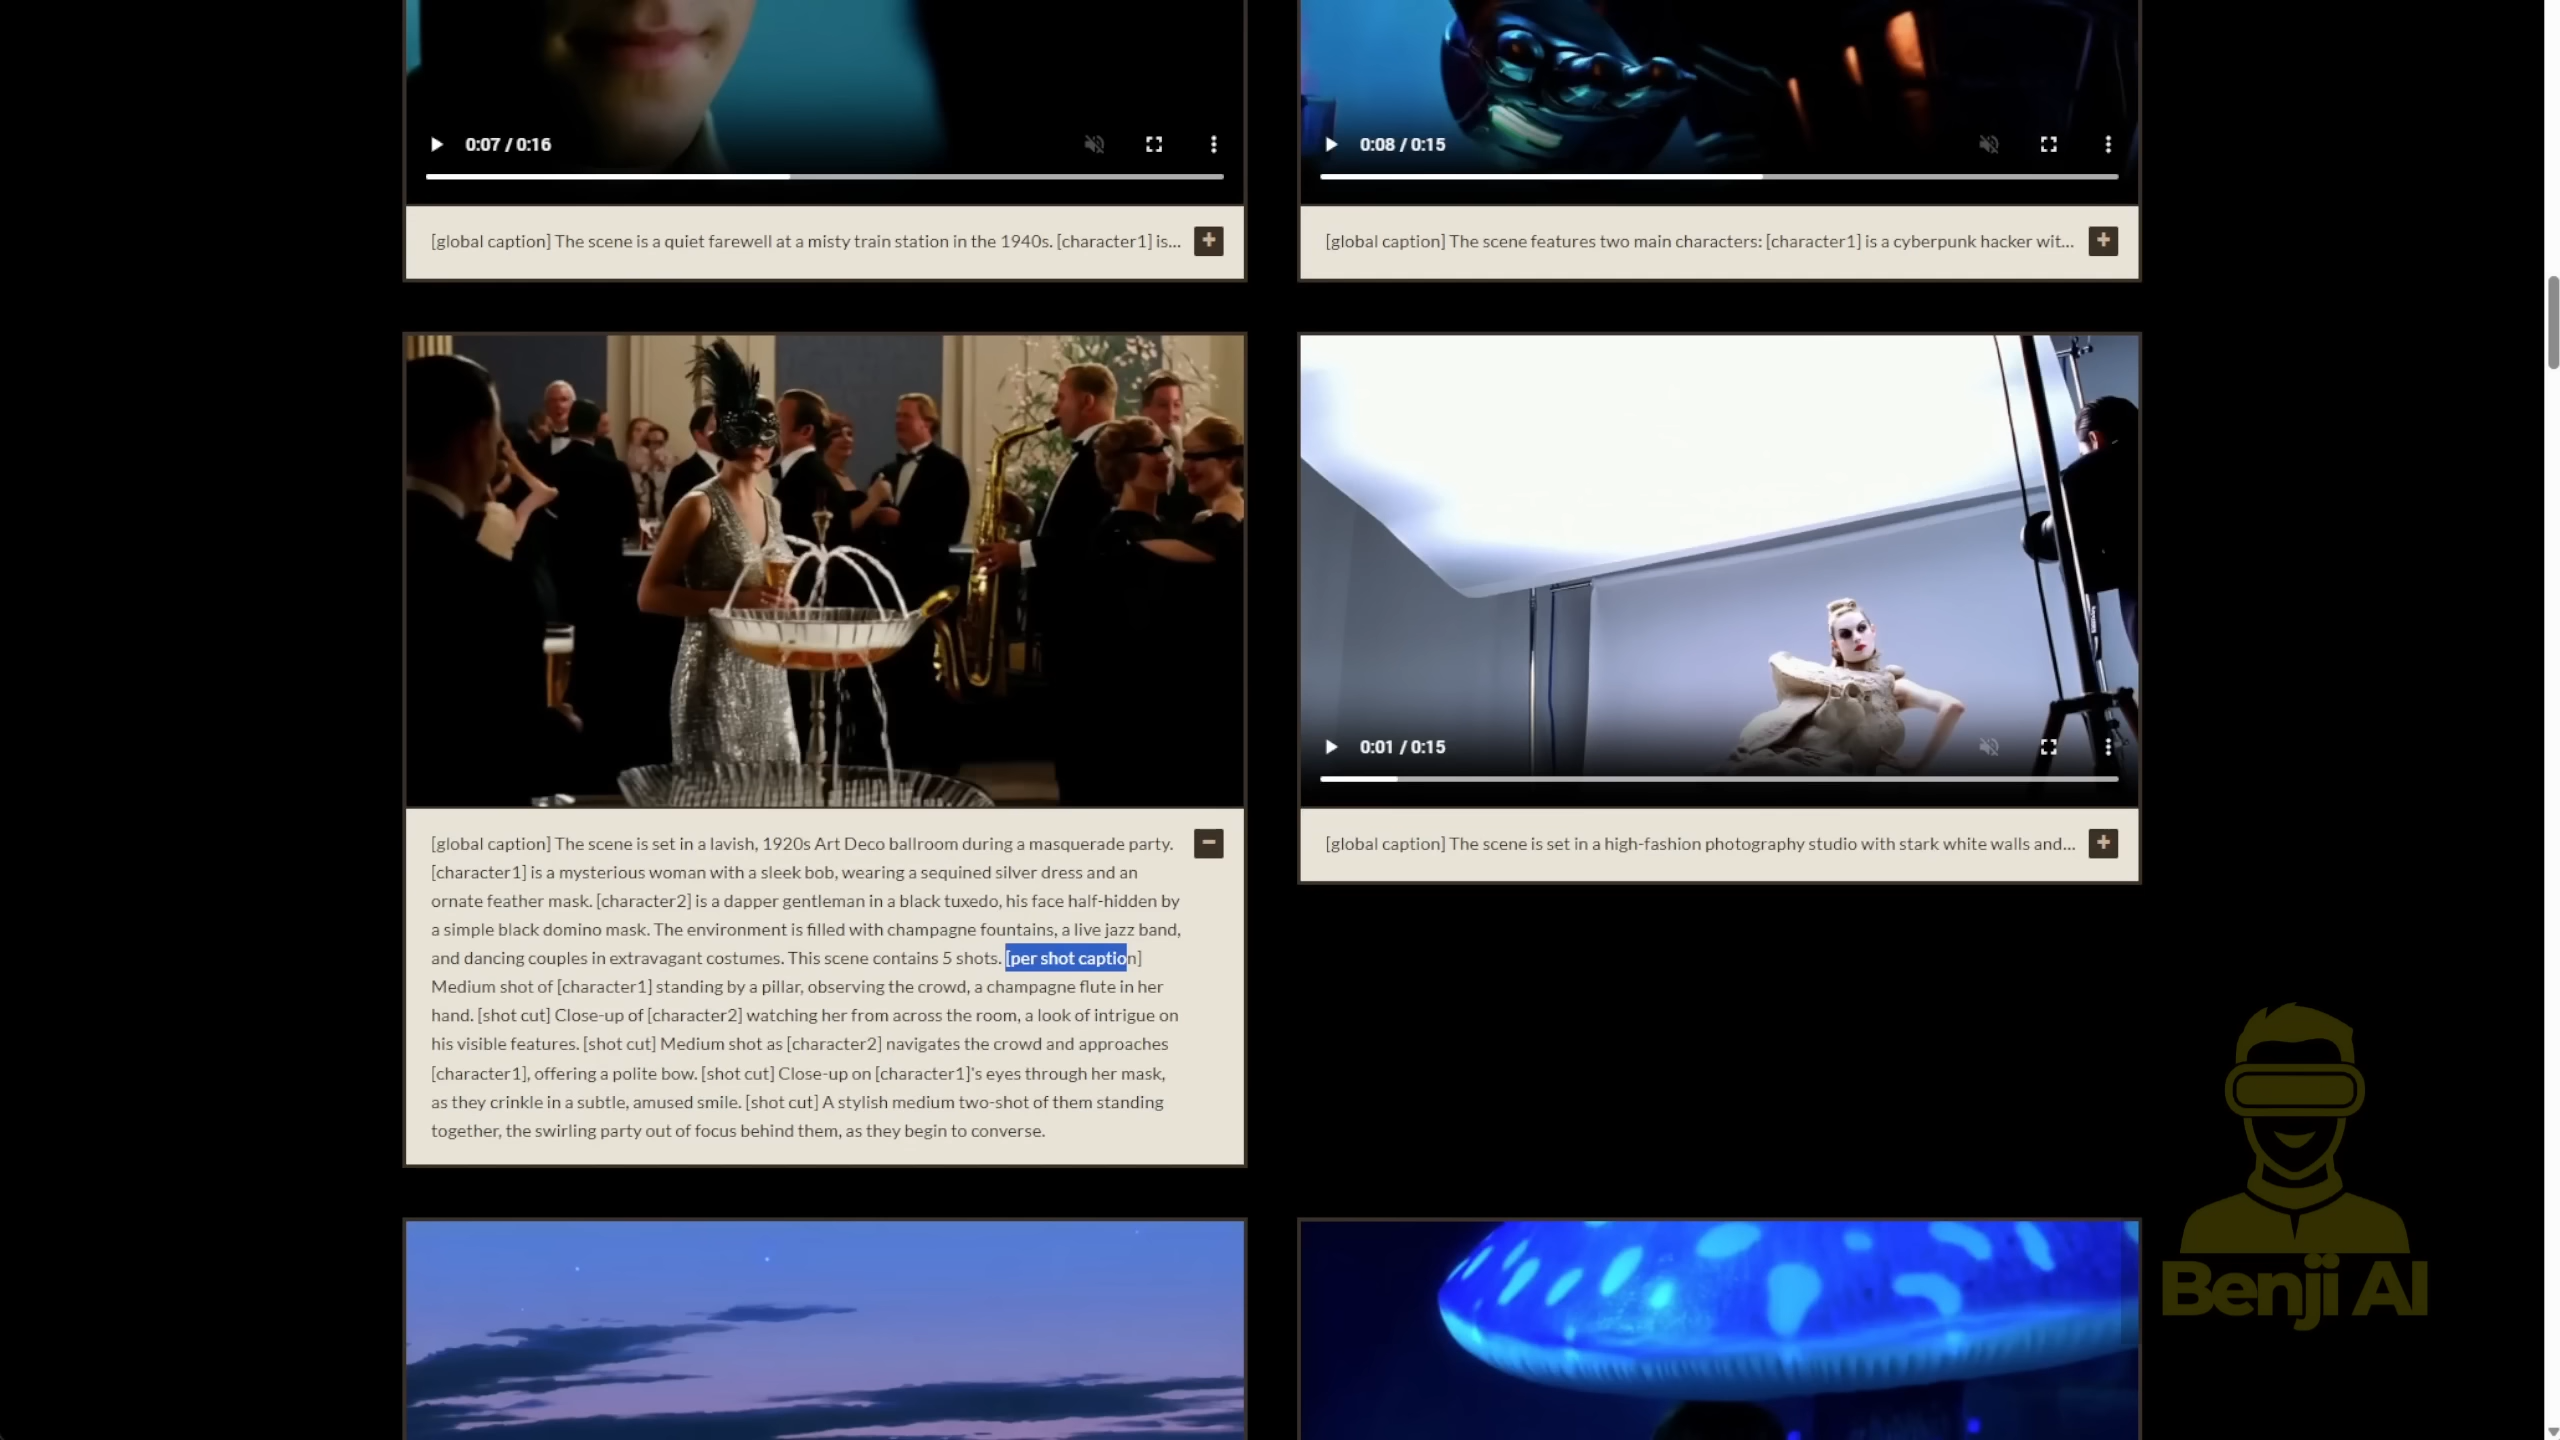 0:07 / 0:16
0:08 / 0:15
[global caption] The scene is a quiet farewell at a misty train station in the 1940s. [character1] is...
[global caption] The scene features two main characters: [character1] is a cyberpunk hacker wit...
0:01 / 0:15
[global caption] The scene is set in a lavish, 1920s Art Deco ballroom during a masquerade party.
[character1] is a mysterious woman with a sleek bob, wearing a sequined silver dress and an
ornate feather mask. [character2] is a dapper gentleman in a black tuxedo, his face half-hidden by
a simple black domino mask. The environment is filled with champagne fountains, a live jazz band,
and dancing couples in extravagant costumes. This scene contains 5 shots. [per shot caption]
Medium shot of [character1] standing by a pillar, observing the crowd, a champagne flute in her
hand. [shot cut] Close-up of [character2] watching her from across the room, a look of intrigue on
his visible features. [shot cut] Medium shot as [character2] navigates the crowd and approaches
[character1], offering a polite bow. [shot cut] Close-up on [character1]'s eyes through her mask,
as they crinkle in a subtle, amused smile. [shot cut] A stylish medium two-shot of them standing
together, the swirling party out of focus behind them, as they begin to converse.
[global caption] The scene is set in a high-fashion photography studio with stark white walls and...
Benji AI